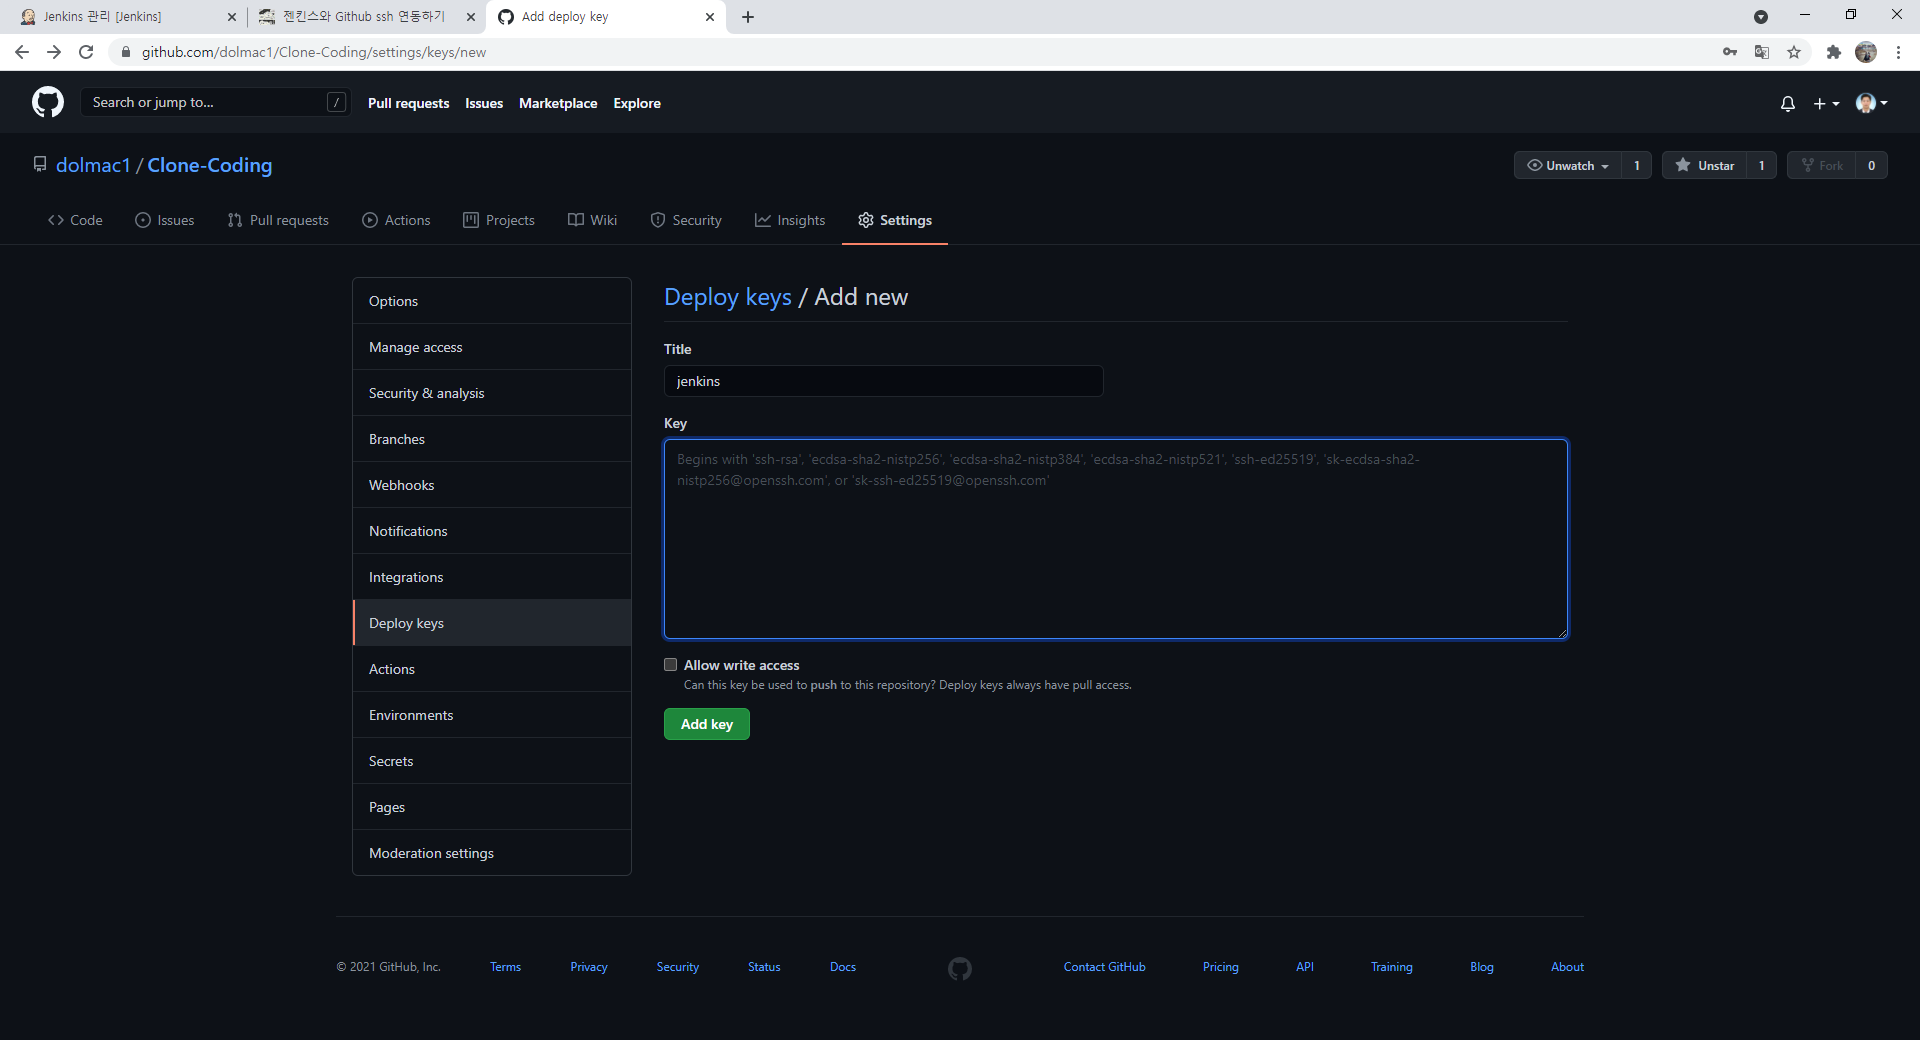 Jenkins 관리 [Jenkins]
젠킨스와 Github ssh 연동하기
Add deploy key
github.com/dolmac1/Clone-Coding/settings/keys/new
Search or jump to...
/
Pull requests
Issues
Marketplace
Explore
dolmac1 / Clone-Coding
Unwatch
1
Unstar
1
Fork
0
Code
Issues
Pull requests
Actions
Projects
Wiki
Security
Insights
Settings
Options
Manage access
Security & analysis
Branches
Webhooks
Notifications
Integrations
Deploy keys
Actions
Environments
Secrets
Pages
Moderation settings
Deploy keys / Add new
Title
jenkins
Key
Begins with 'ssh-rsa', 'ecdsa-sha2-nistp256', 'ecdsa-sha2-nistp384', 'ecdsa-sha2-nistp521', 'ssh-ed25519', 'sk-ecdsa-sha2-
nistp256@openssh.com', or 'sk-ssh-ed25519@openssh.com'
Allow write access
Can this key be used to push to this repository? Deploy keys always have pull access.
Add key
© 2021 GitHub, Inc.
Terms
Privacy
Security
Status
Docs
Contact GitHub
Pricing
API
Training
Blog
About